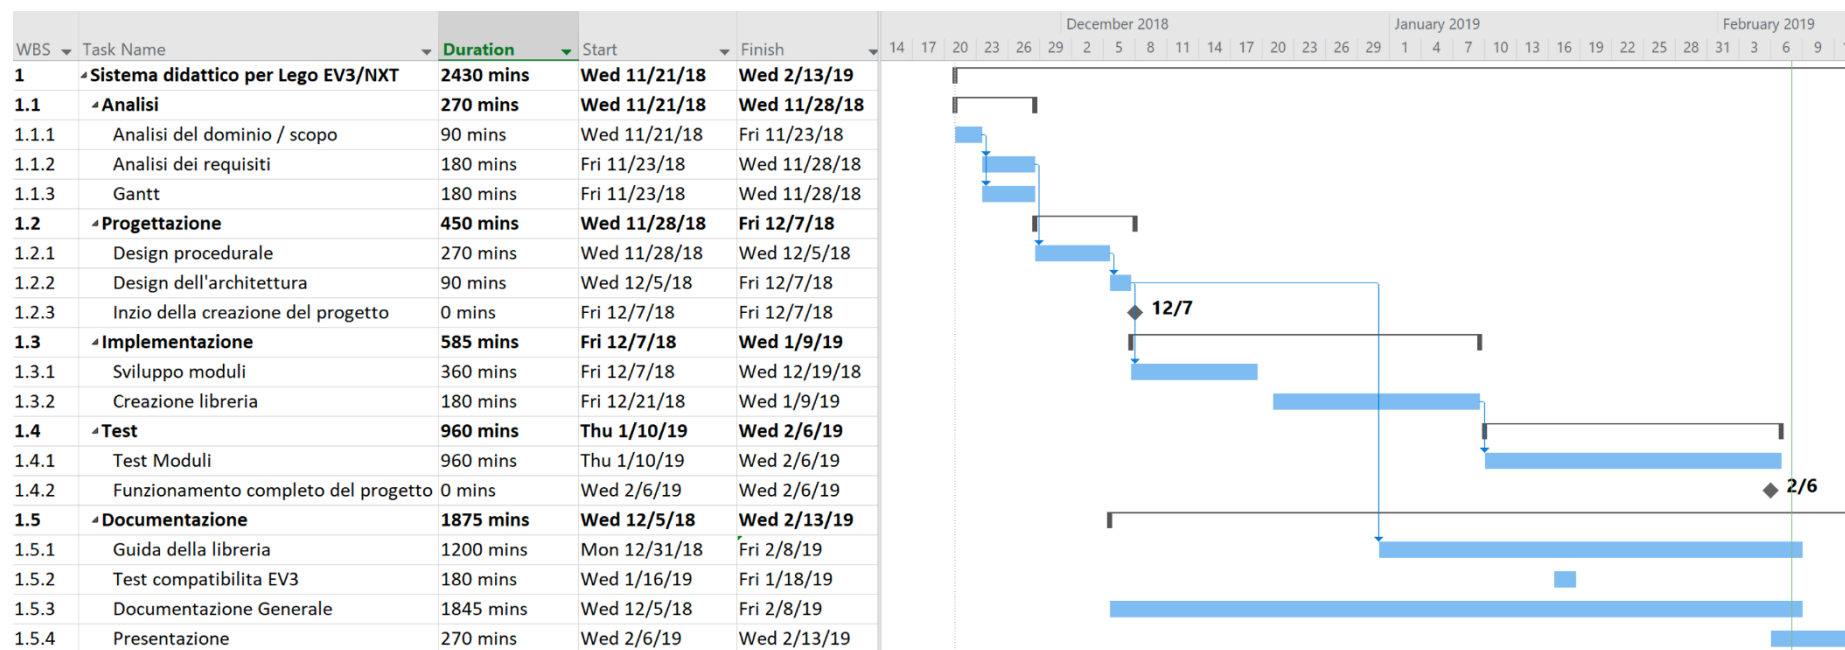 December 2018 January 2019 February 2019
WBS Task Name Duration Start Finish 14 17 20 23 26 29 2 5 8 11 14 17 20 23 26 29 1 4 7 10 13 16 19 22 25 28 31 3 6 9
1 Sistema didattico per Lego EV3/NXT 2430 mins Wed 11/21/18 Wed 2/13/19
1.1 Analisi 270 mins Wed 11/21/18 Wed 11/28/18
1.1.1 Analisi del dominio / scopo 90 mins Wed 11/21/18 Fri 11/23/18
1.1.2 Analisi dei requisiti 180 mins Fri 11/23/18 Wed 11/28/18
1.1.3 Gantt 180 mins Fri 11/23/18 Wed 11/28/18
1.2 Progettazione 450 mins Wed 11/28/18 Fri 12/7/18
1.2.1 Design procedurale 270 mins Wed 11/28/18 Wed 12/5/18
1.2.2 Design dell'architettura 90 mins Wed 12/5/18 Fri 12/7/18
1.2.3 Inzio della creazione del progetto 0 mins Fri 12/7/18 Fri 12/7/18 12/7
1.3 Implementazione 585 mins Fri 12/7/18 Wed 1/9/19
1.3.1 Sviluppo moduli 360 mins Fri 12/7/18 Wed 12/19/18
1.3.2 Creazione libreria 180 mins Fri 12/21/18 Wed 1/9/19
1.4 Test 960 mins Thu 1/10/19 Wed 2/6/19
1.4.1 Test Moduli 960 mins Thu 1/10/19 Wed 2/6/19
1.4.2 Funzionamento completo del progetto 0 mins Wed 2/6/19 Wed 2/6/19 2/6
1.5 Documentazione 1875 mins Wed 12/5/18 Wed 2/13/19
1.5.1 Guida della libreria 1200 mins Mon 12/31/18 Fri 2/8/19
1.5.2 Test compatibilita EV3 180 mins Wed 1/16/19 Fri 1/18/19
1.5.3 Documentazione Generale 1845 mins Wed 12/5/18 Fri 2/8/19
1.5.4 Presentazione 270 mins Wed 2/6/19 Wed 2/13/19